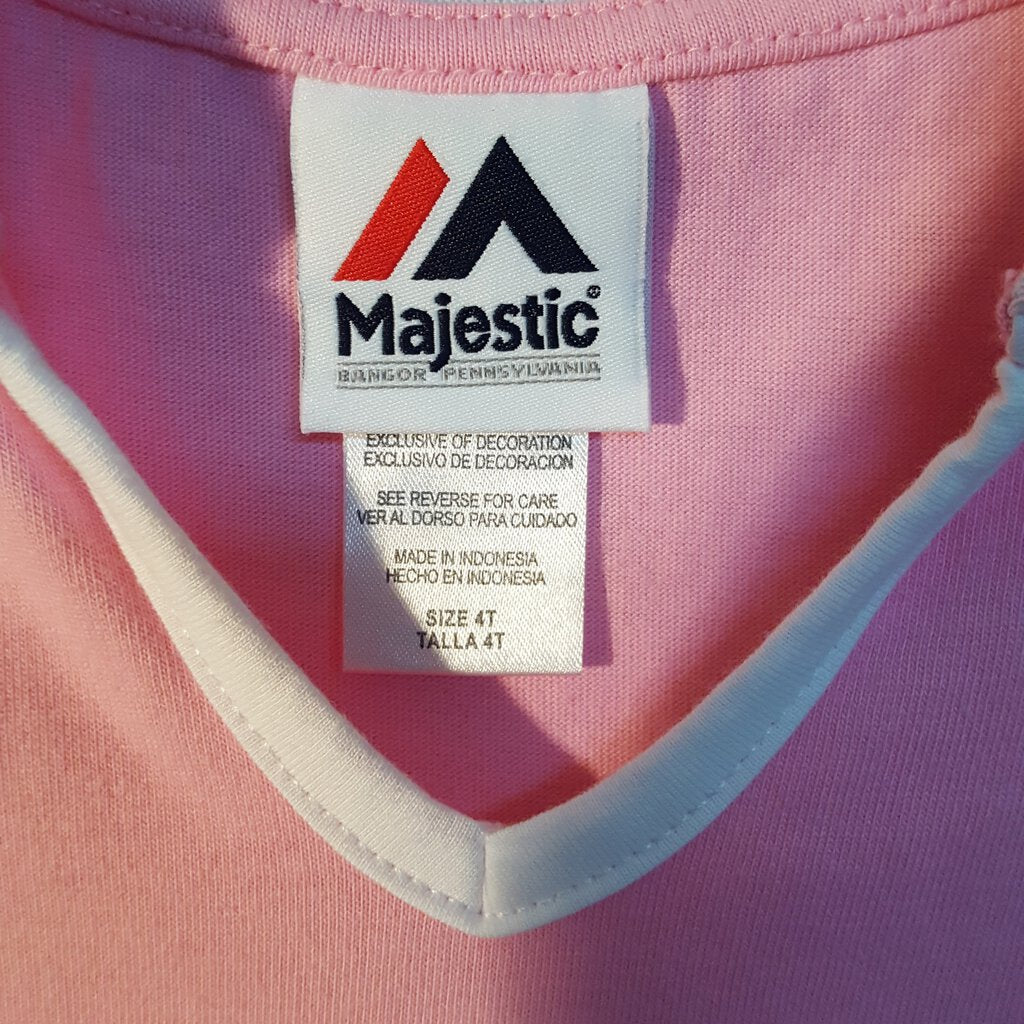 Majestic®
BANGOR PENNSYLVANIA
EXCLUSIVE OF DECORATION
EXCLUSIVO DE DECORACION
SEE REVERSE FOR CARE
VER AL DORSO PARA CUIDADO
MADE IN INDONESIA
HECHO EN INDONESIA
SIZE 4T
TALLA 4T